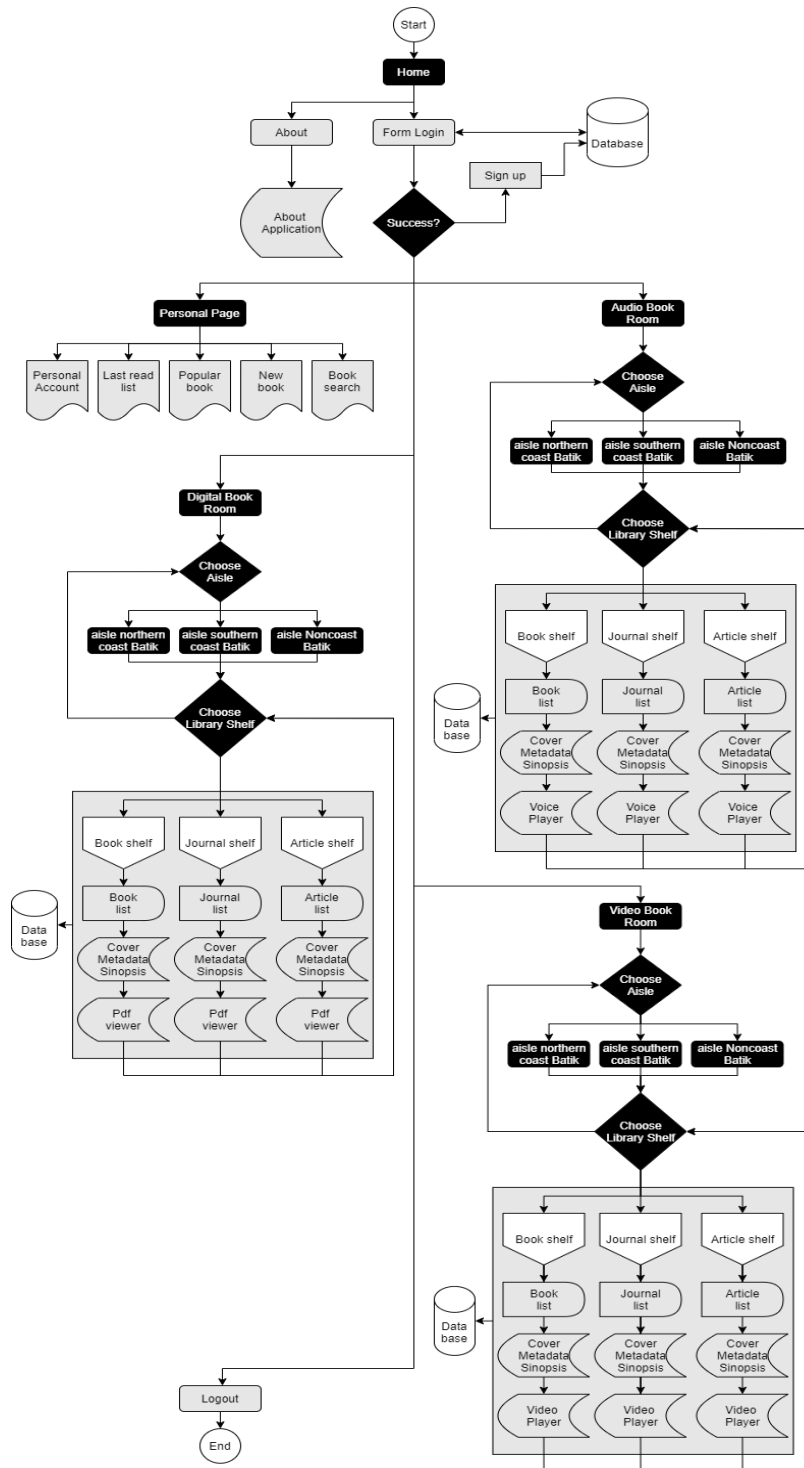 Start
Home
About
Form Login
Database
Sign up
About
Application
Success?
Personal Page
Audio Book
Room
Personal
Account
Last read
list
Popular
book
New
book
Book
search
Choose
Aisle
aisle northern
coast Batik
aisle southern
coast Batik
aisle Noncoast
Batik
Choose
Library Shelf
Book shelf
Journal shelf
Article shelf
Book
list
Journal
list
Article
list
Data
base
Cover
Metadata
Sinopsis
Cover
Metadata
Sinopsis
Cover
Metadata
Sinopsis
Voice
Player
Voice
Player
Voice
Player
Digital Book
Room
Choose
Aisle
aisle northern
coast Batik
aisle southern
coast Batik
aisle Noncoast
Batik
Choose
Library Shelf
Book shelf
Journal shelf
Article shelf
Book
list
Journal
list
Article
list
Data
base
Cover
Metadata
Sinopsis
Cover
Metadata
Sinopsis
Cover
Metadata
Sinopsis
Pdf
viewer
Pdf
viewer
Pdf
viewer
Video Book
Room
Choose
Aisle
aisle northern
coast Batik
aisle southern
coast Batik
aisle Noncoast
Batik
Choose
Library Shelf
Book shelf
Journal shelf
Article shelf
Book
list
Journal
list
Article
list
Data
base
Cover
Metadata
Sinopsis
Cover
Metadata
Sinopsis
Cover
Metadata
Sinopsis
Video
Player
Video
Player
Video
Player
Logout
End